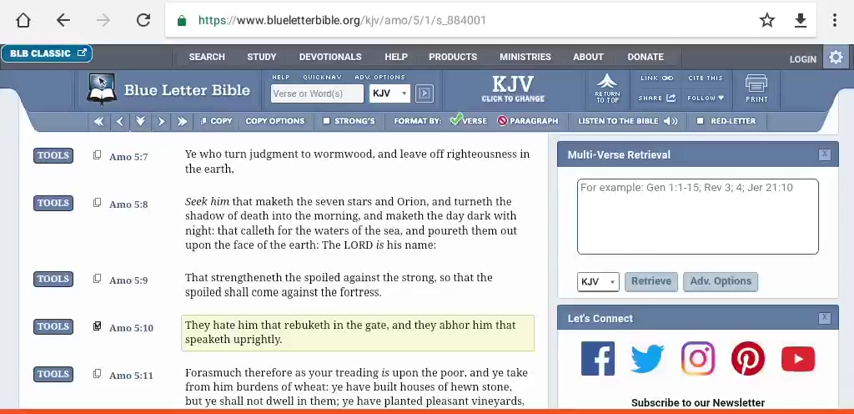 https://www.blueletterbible.org/kjv/amo/5/1/s_884001
BLB CLASSIC
SEARCH STUDY DEVOTIONALS HELP PRODUCTS MINISTRIES ABOUT DONATE LOGIN
Blue Letter Bible
HELP QUICKNAV ADV. OPTIONS
Verse or Word(s) KJV
KJV
CLICK TO CHANGE
RETURN
TO TOP
LINK CITE THIS
SHARE FOLLOW
PRINT
COPY COPY OPTIONS STRONG'S FORMAT BY: VERSE PARAGRAPH LISTEN TO THE BIBLE RED-LETTER
TOOLS Amo 5:7 Ye who turn judgment to wormwood, and leave off righteousness in
the earth,
TOOLS Amo 5:8 Seek him that maketh the seven stars and Orion, and turneth the
shadow of death into the morning, and maketh the day dark with
night: that calleth for the waters of the sea, and poureth them out
upon the face of the earth: The LORD is his name:
TOOLS Amo 5:9 That strengtheneth the spoiled against the strong, so that the
spoiled shall come against the fortress.
TOOLS Amo 5:10 They hate him that rebuketh in the gate, and they abhor him that
speaketh uprightly.
TOOLS Amo 5:11 Forasmuch therefore as your treading is upon the poor, and ye take
from him burdens of wheat: ye have built houses of hewn stone,
but ye shall not dwell in them; ye have planted pleasant vineyards,
Multi-Verse Retrieval X
For example: Gen 1:1-15; Rev 3; 4; Jer 21:10
KJV Retrieve Adv. Options
Let's Connect X
Subscribe to our Newsletter